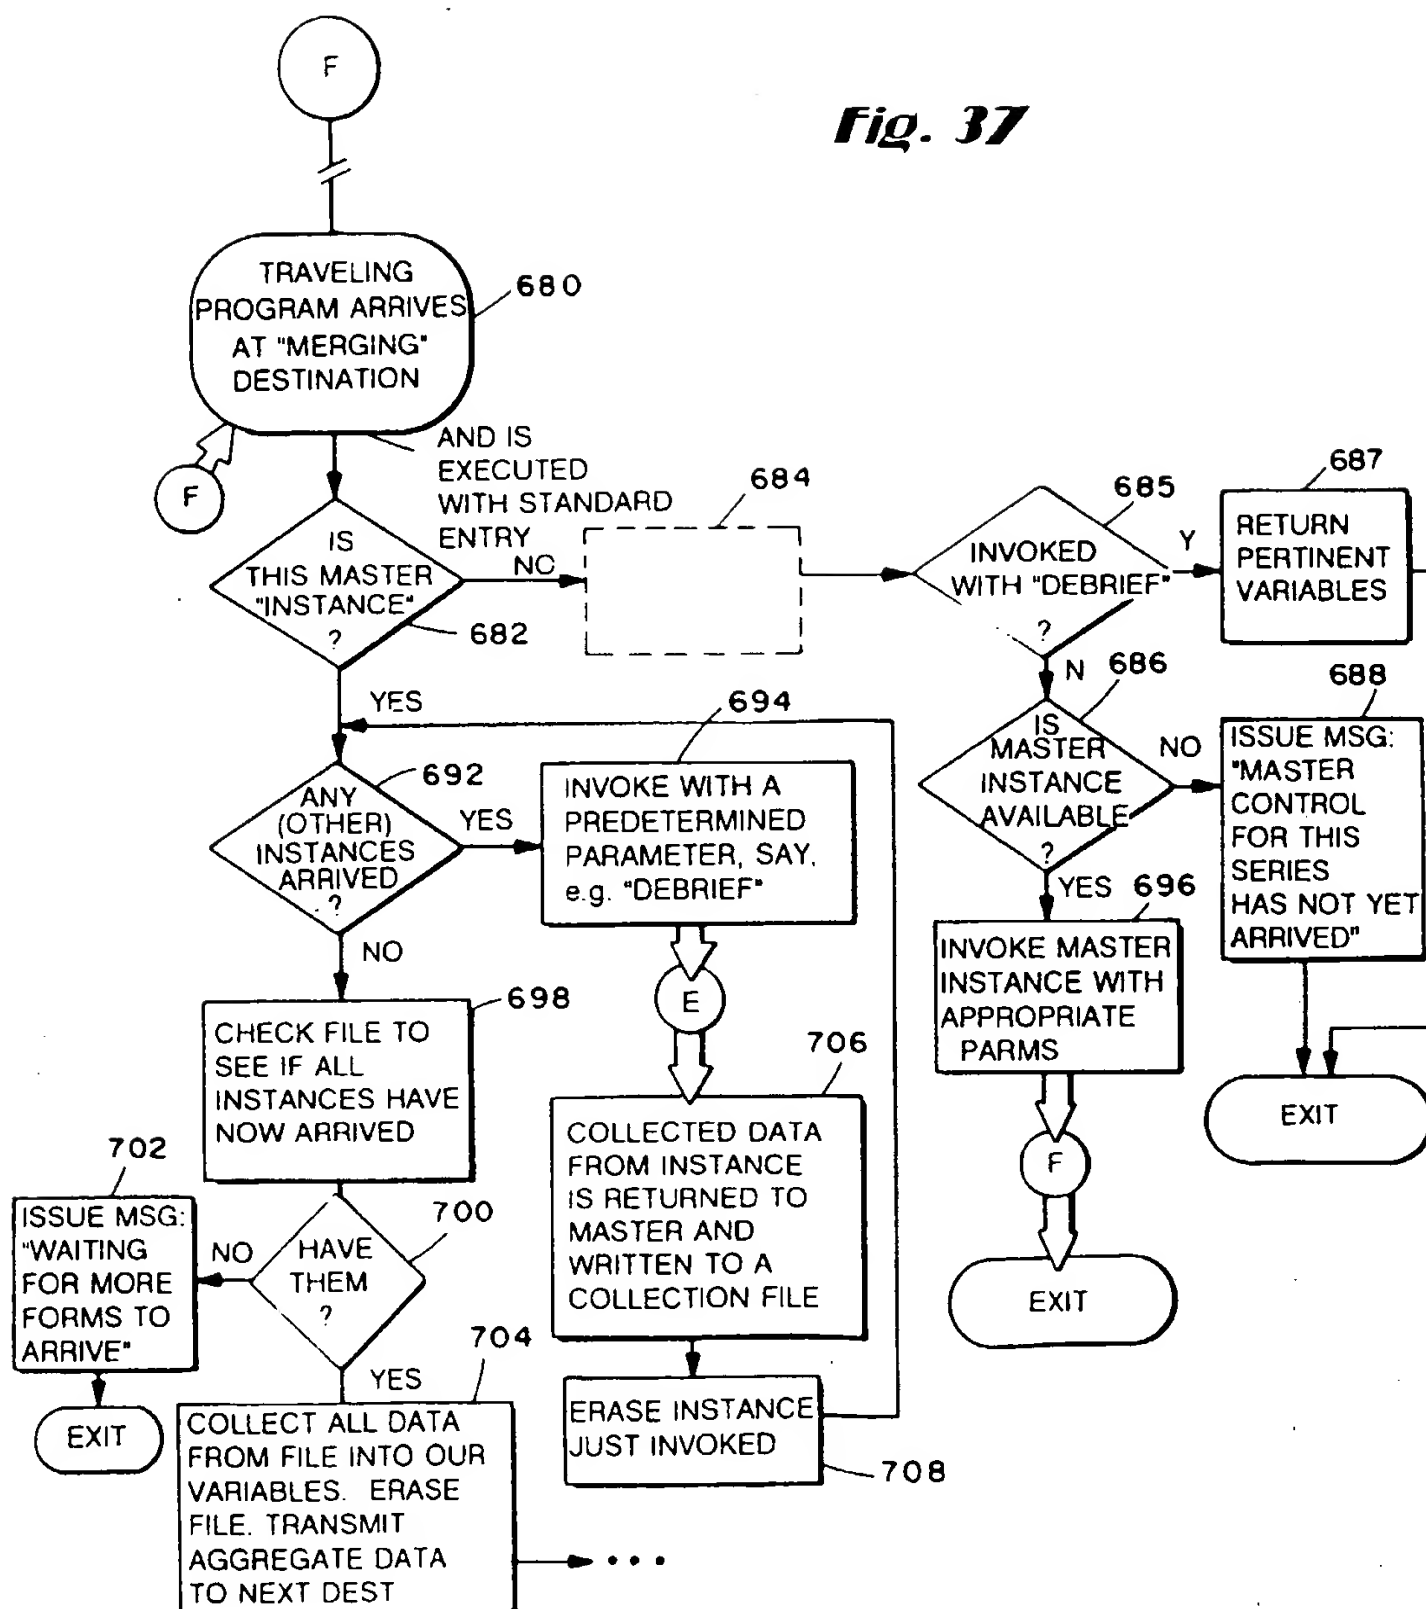 F
Fig. 37
TRAVELING
PROGRAM ARRIVES
AT "MERGING"
DESTINATION
680
F
AND IS
EXECUTED
WITH STANDARD
ENTRY
IS
THIS MASTER
"INSTANCE"
?
682
NO
684
INVOKED
WITH "DEBRIEF"
?
685
Y
687
RETURN
PERTINENT
VARIABLES
N
686
IS
MASTER
INSTANCE
AVAILABLE
?
NO
688
ISSUE MSG:
"MASTER
CONTROL
FOR THIS
SERIES
HAS NOT YET
ARRIVED"
EXIT
YES
696
INVOKE MASTER
INSTANCE WITH
APPROPRIATE
PARMS
F
EXIT
YES
692
ANY
(OTHER)
INSTANCES
ARRIVED
?
YES
694
INVOKE WITH A
PREDETERMINED
PARAMETER, SAY,
e.g. "DEBRIEF"
E
706
COLLECTED DATA
FROM INSTANCE
IS RETURNED TO
MASTER AND
WRITTEN TO A
COLLECTION FILE
ERASE INSTANCE
JUST INVOKED
708
NO
698
CHECK FILE TO
SEE IF ALL
INSTANCES HAVE
NOW ARRIVED
700
HAVE
THEM
?
NO
702
ISSUE MSG:
"WAITING
FOR MORE
FORMS TO
ARRIVE"
EXIT
YES
704
COLLECT ALL DATA
FROM FILE INTO OUR
VARIABLES. ERASE
FILE. TRANSMIT
AGGREGATE DATA
TO NEXT DEST
• • •